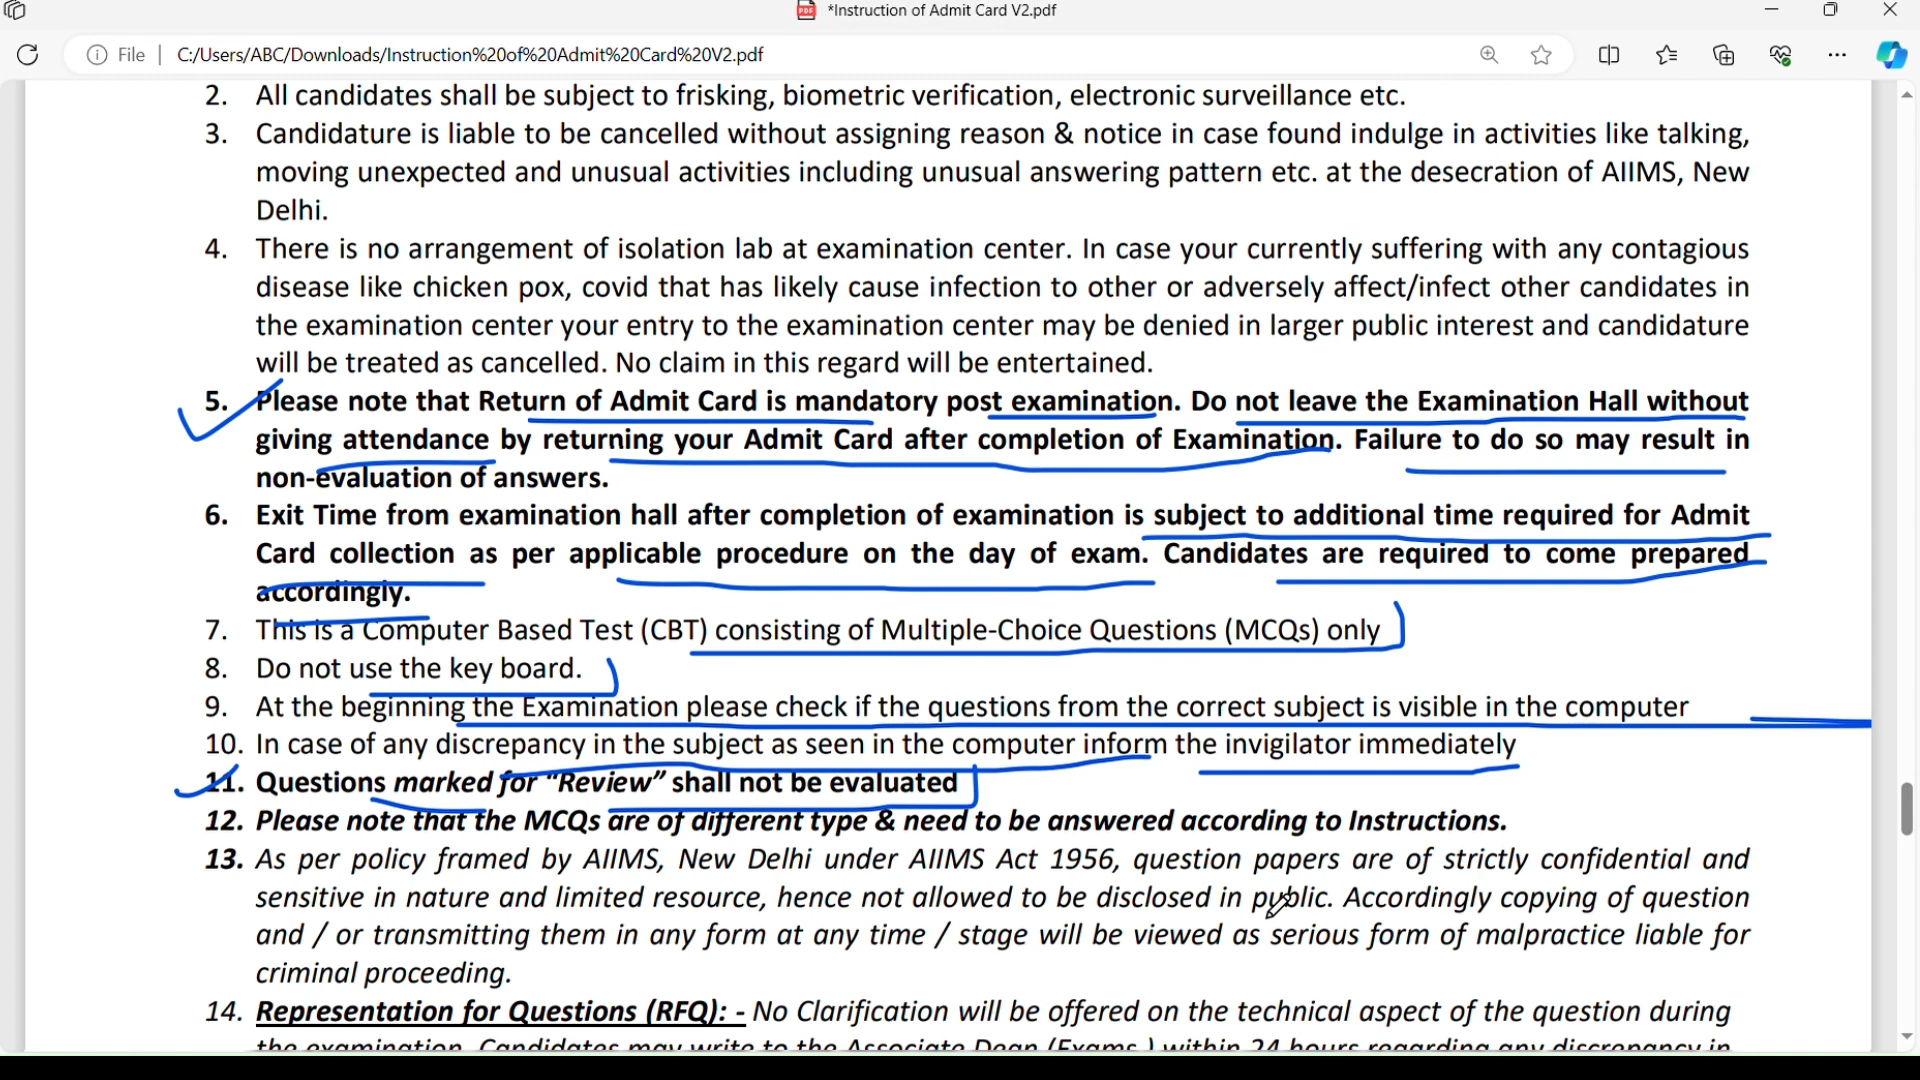 *Instruction of Admit Card V2.pdf
File | C:/Users/ABC/Downloads/Instruction%20of%20Admit%20Card%20V2.pdf
2. All candidates shall be subject to frisking, biometric verification, electronic surveillance etc.
3. Candidature is liable to be cancelled without assigning reason & notice in case found indulge in activities like talking,
moving unexpected and unusual activities including unusual answering pattern etc. at the desecration of AIIMS, New
Delhi.
4. There is no arrangement of isolation lab at examination center. In case your currently suffering with any contagious
disease like chicken pox, covid that has likely cause infection to other or adversely affect/infect other candidates in
the examination center your entry to the examination center may be denied in larger public interest and candidature
will be treated as cancelled. No claim in this regard will be entertained.
5. Please note that Return of Admit Card is mandatory post examination. Do not leave the Examination Hall without
giving attendance by returning your Admit Card after completion of Examination. Failure to do so may result in
non-evaluation of answers.
6. Exit Time from examination hall after completion of examination is subject to additional time required for Admit
Card collection as per applicable procedure on the day of exam. Candidates are required to come prepared
accordingly.
7. This is a Computer Based Test (CBT) consisting of Multiple-Choice Questions (MCQs) only
8. Do not use the key board.
9. At the beginning the Examination please check if the questions from the correct subject is visible in the computer
10. In case of any discrepancy in the subject as seen in the computer inform the invigilator immediately
11. Questions marked for "Review" shall not be evaluated
12. Please note that the MCQs are of different type & need to be answered according to Instructions.
13. As per policy framed by AIIMS, New Delhi under AIIMS Act 1956, question papers are of strictly confidential and
sensitive in nature and limited resource, hence not allowed to be disclosed in public. Accordingly copying of question
and / or transmitting them in any form at any time / stage will be viewed as serious form of malpractice liable for
criminal proceeding.
14. Representation for Questions (RFQ): - No Clarification will be offered on the technical aspect of the question during
the examination. Candidates may write to the Associate Dean (Exams.) within 24 hours regarding any discrepancy in